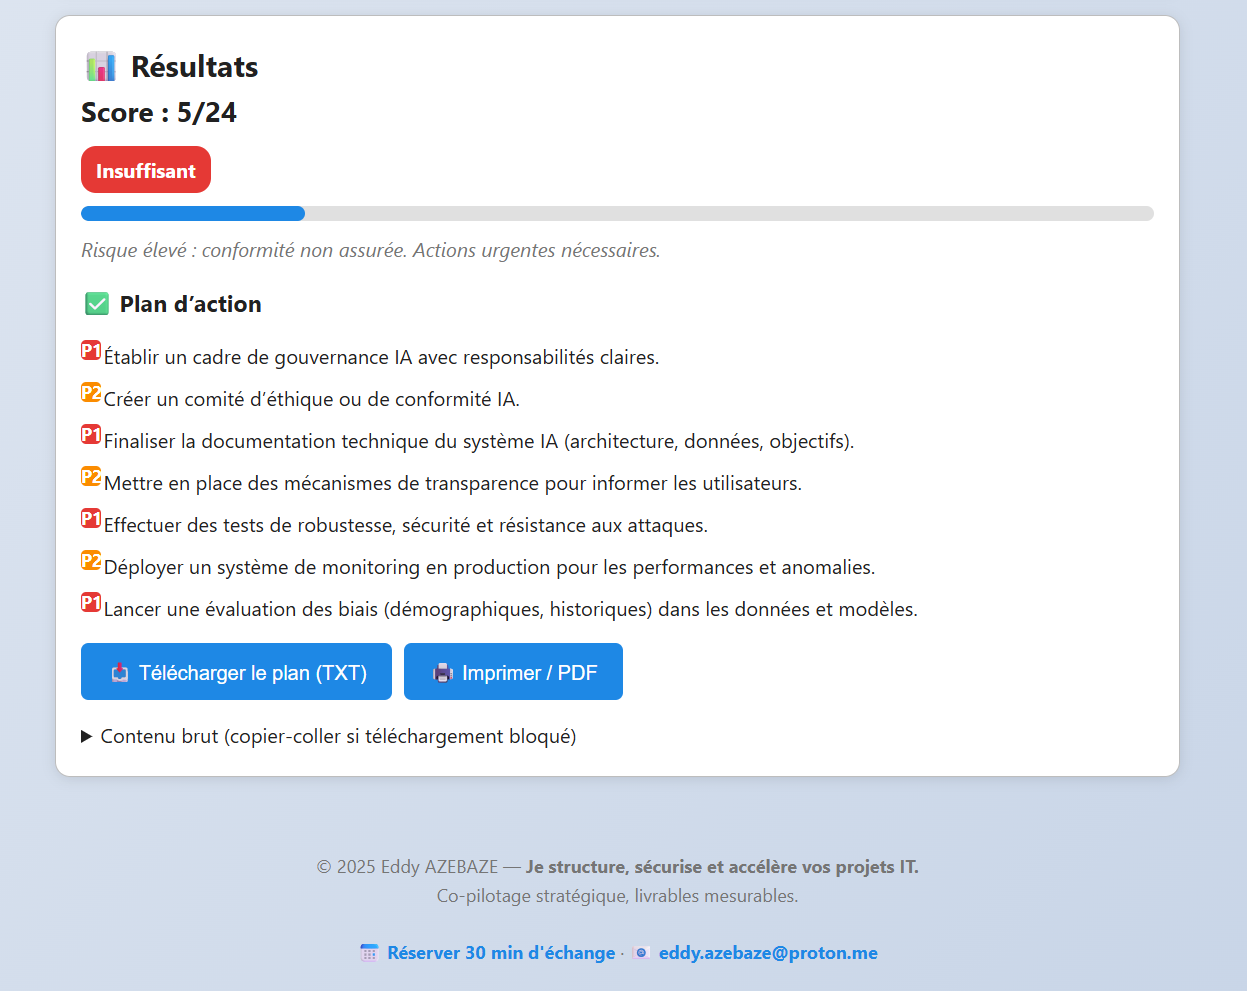 Résultats
Score : 5/24
Insuffisant
Risque élevé : conformité non assurée. Actions urgentes nécessaires.
Plan d’action
P1 Établir un cadre de gouvernance IA avec responsabilités claires.
P2 Créer un comité d’éthique ou de conformité IA.
P1 Finaliser la documentation technique du système IA (architecture, données, objectifs).
P2 Mettre en place des mécanismes de transparence pour informer les utilisateurs.
P1 Effectuer des tests de robustesse, sécurité et résistance aux attaques.
P2 Déployer un système de monitoring en production pour les performances et anomalies.
P1 Lancer une évaluation des biais (démographiques, historiques) dans les données et modèles.
Télécharger le plan (TXT) Imprimer / PDF
Contenu brut (copier-coller si téléchargement bloqué)
© 2025 Eddy AZEBAZE — Je structure, sécurise et accélère vos projets IT.
Co-pilotage stratégique, livrables mesurables.
Réserver 30 min d'échange · eddy.azebaze@proton.me